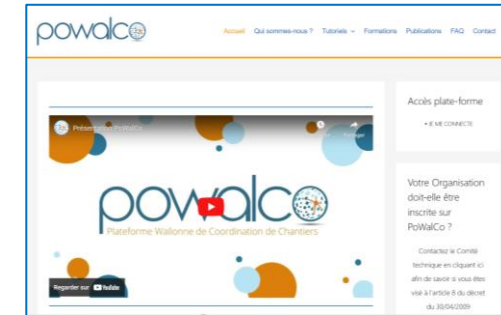 powalco
Accueil Qui sommes-nous ? Tutoriels Formations Publications FAQ Contact
Présentation PoWalCo
Partager
powalco
Plateforme Wallonne de Coordination de Chantiers
Regarder sur YouTube
Accès plate-forme
• JE ME CONNECTE
Votre Organisation
doit-elle être
inscrite sur
PoWalCo ?
Contactez le Comité
technique en cliquant ici
afin de savoir si vous êtes
visé à l'article 8 du décret
du 30/04/2009